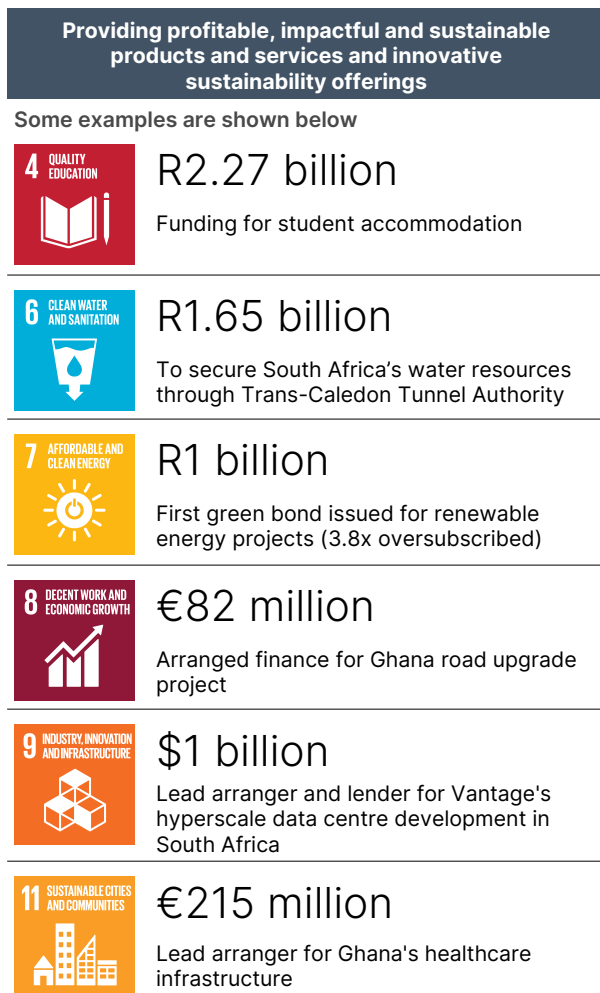 Providing profitable, impactful and sustainable
products and services and innovative
sustainability offerings
Some examples are shown below
4 QUALITY
EDUCATION
R2.27 billion
Funding for student accommodation
6 CLEAN WATER
AND SANITATION
R1.65 billion
To secure South Africa’s water resources
through Trans-Caledon Tunnel Authority
7 AFFORDABLE AND
CLEAN ENERGY
R1 billion
First green bond issued for renewable
energy projects (3.8x oversubscribed)
8 DECENT WORK AND
ECONOMIC GROWTH
€82 million
Arranged finance for Ghana road upgrade
project
9 INDUSTRY, INNOVATION
AND INFRASTRUCTURE
$1 billion
Lead arranger and lender for Vantage's
hyperscale data centre development in
South Africa
11 SUSTAINABLE CITIES
AND COMMUNITIES
€215 million
Lead arranger for Ghana's healthcare
infrastructure